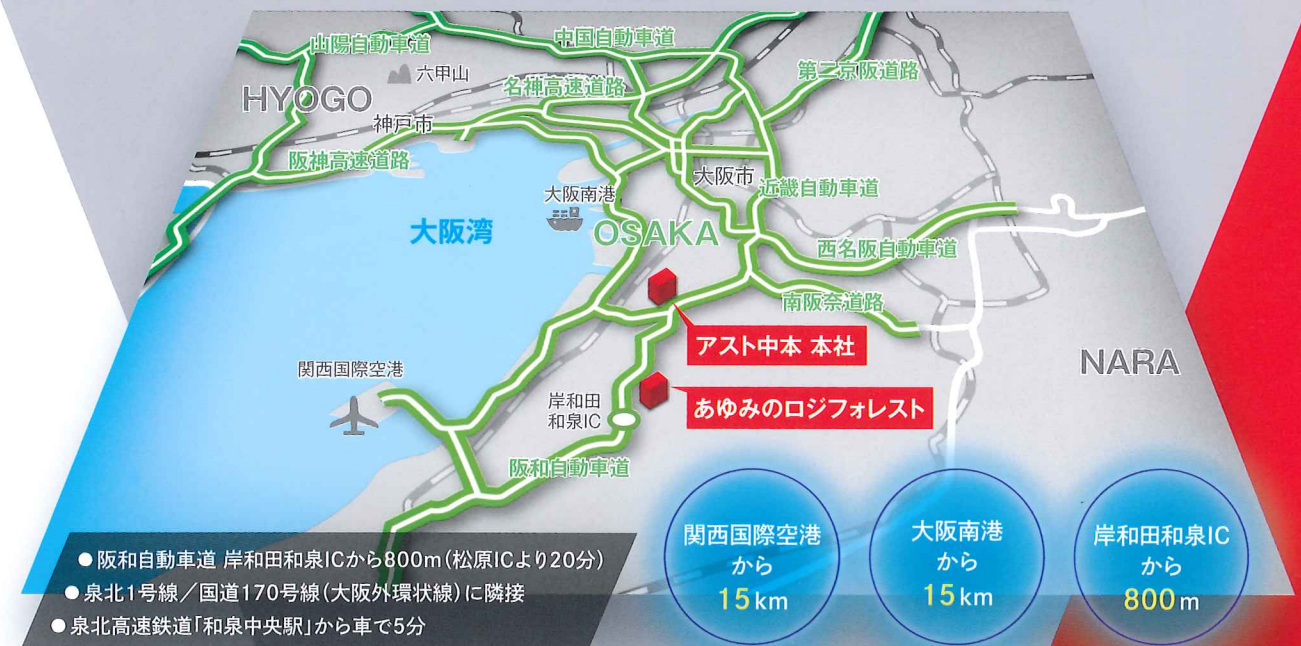 山陽自動車道
中国自動車道
六甲山
名神高速道路
第二京阪道路
HYOGO
神戸市
阪神高速道路
大阪市
近畿自動車道
大阪南港
大阪湾
OSAKA
西名阪自動車道
南阪奈道路
アスト中本 本社
NARA
関西国際空港
岸和田
和泉IC
あゆみのロジフォレスト
阪和自動車道
関西国際空港
から
15km
大阪南港
から
15km
岸和田和泉IC
から
800m
●阪和自動車道 岸和田和泉ICから800m(松原ICより20分)
●泉北1号線/国道170号線(大阪外環状線)に隣接
●泉北高速鉄道「和泉中央駅」から車で5分